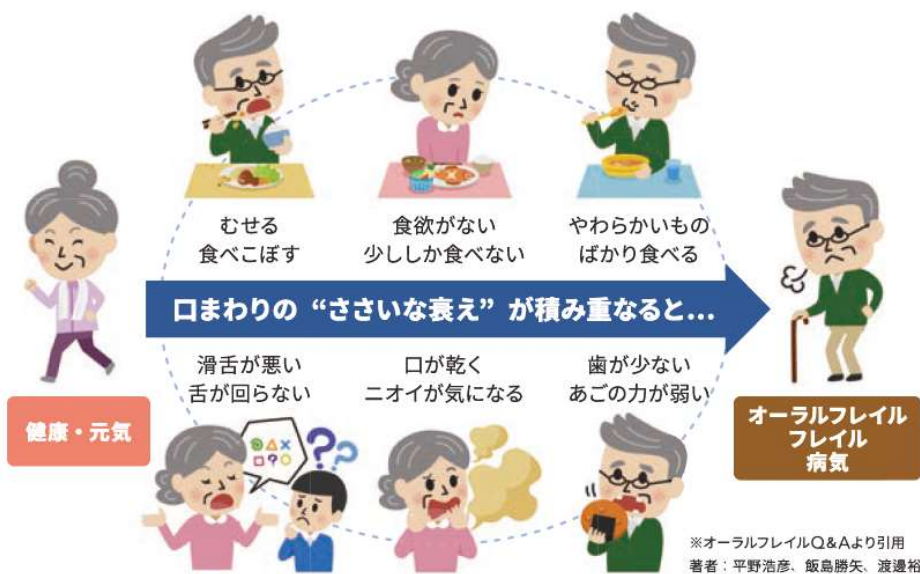 むせる
食べこぼす
食欲がない
少ししか食べない
やわらかいもの
ばかり食べる
口まわりの“ささいな衰え”が積み重なると...
滑舌が悪い
舌が回らない
口が乾く
ニオイが気になる
歯が少ない
あごの力が弱い
健康・元気
オーラルフレイル
フレイル
病気
?
???
※オーラルフレイルQ&Aより引用
著者：平野浩彦、飯島勝矢、渡邊裕